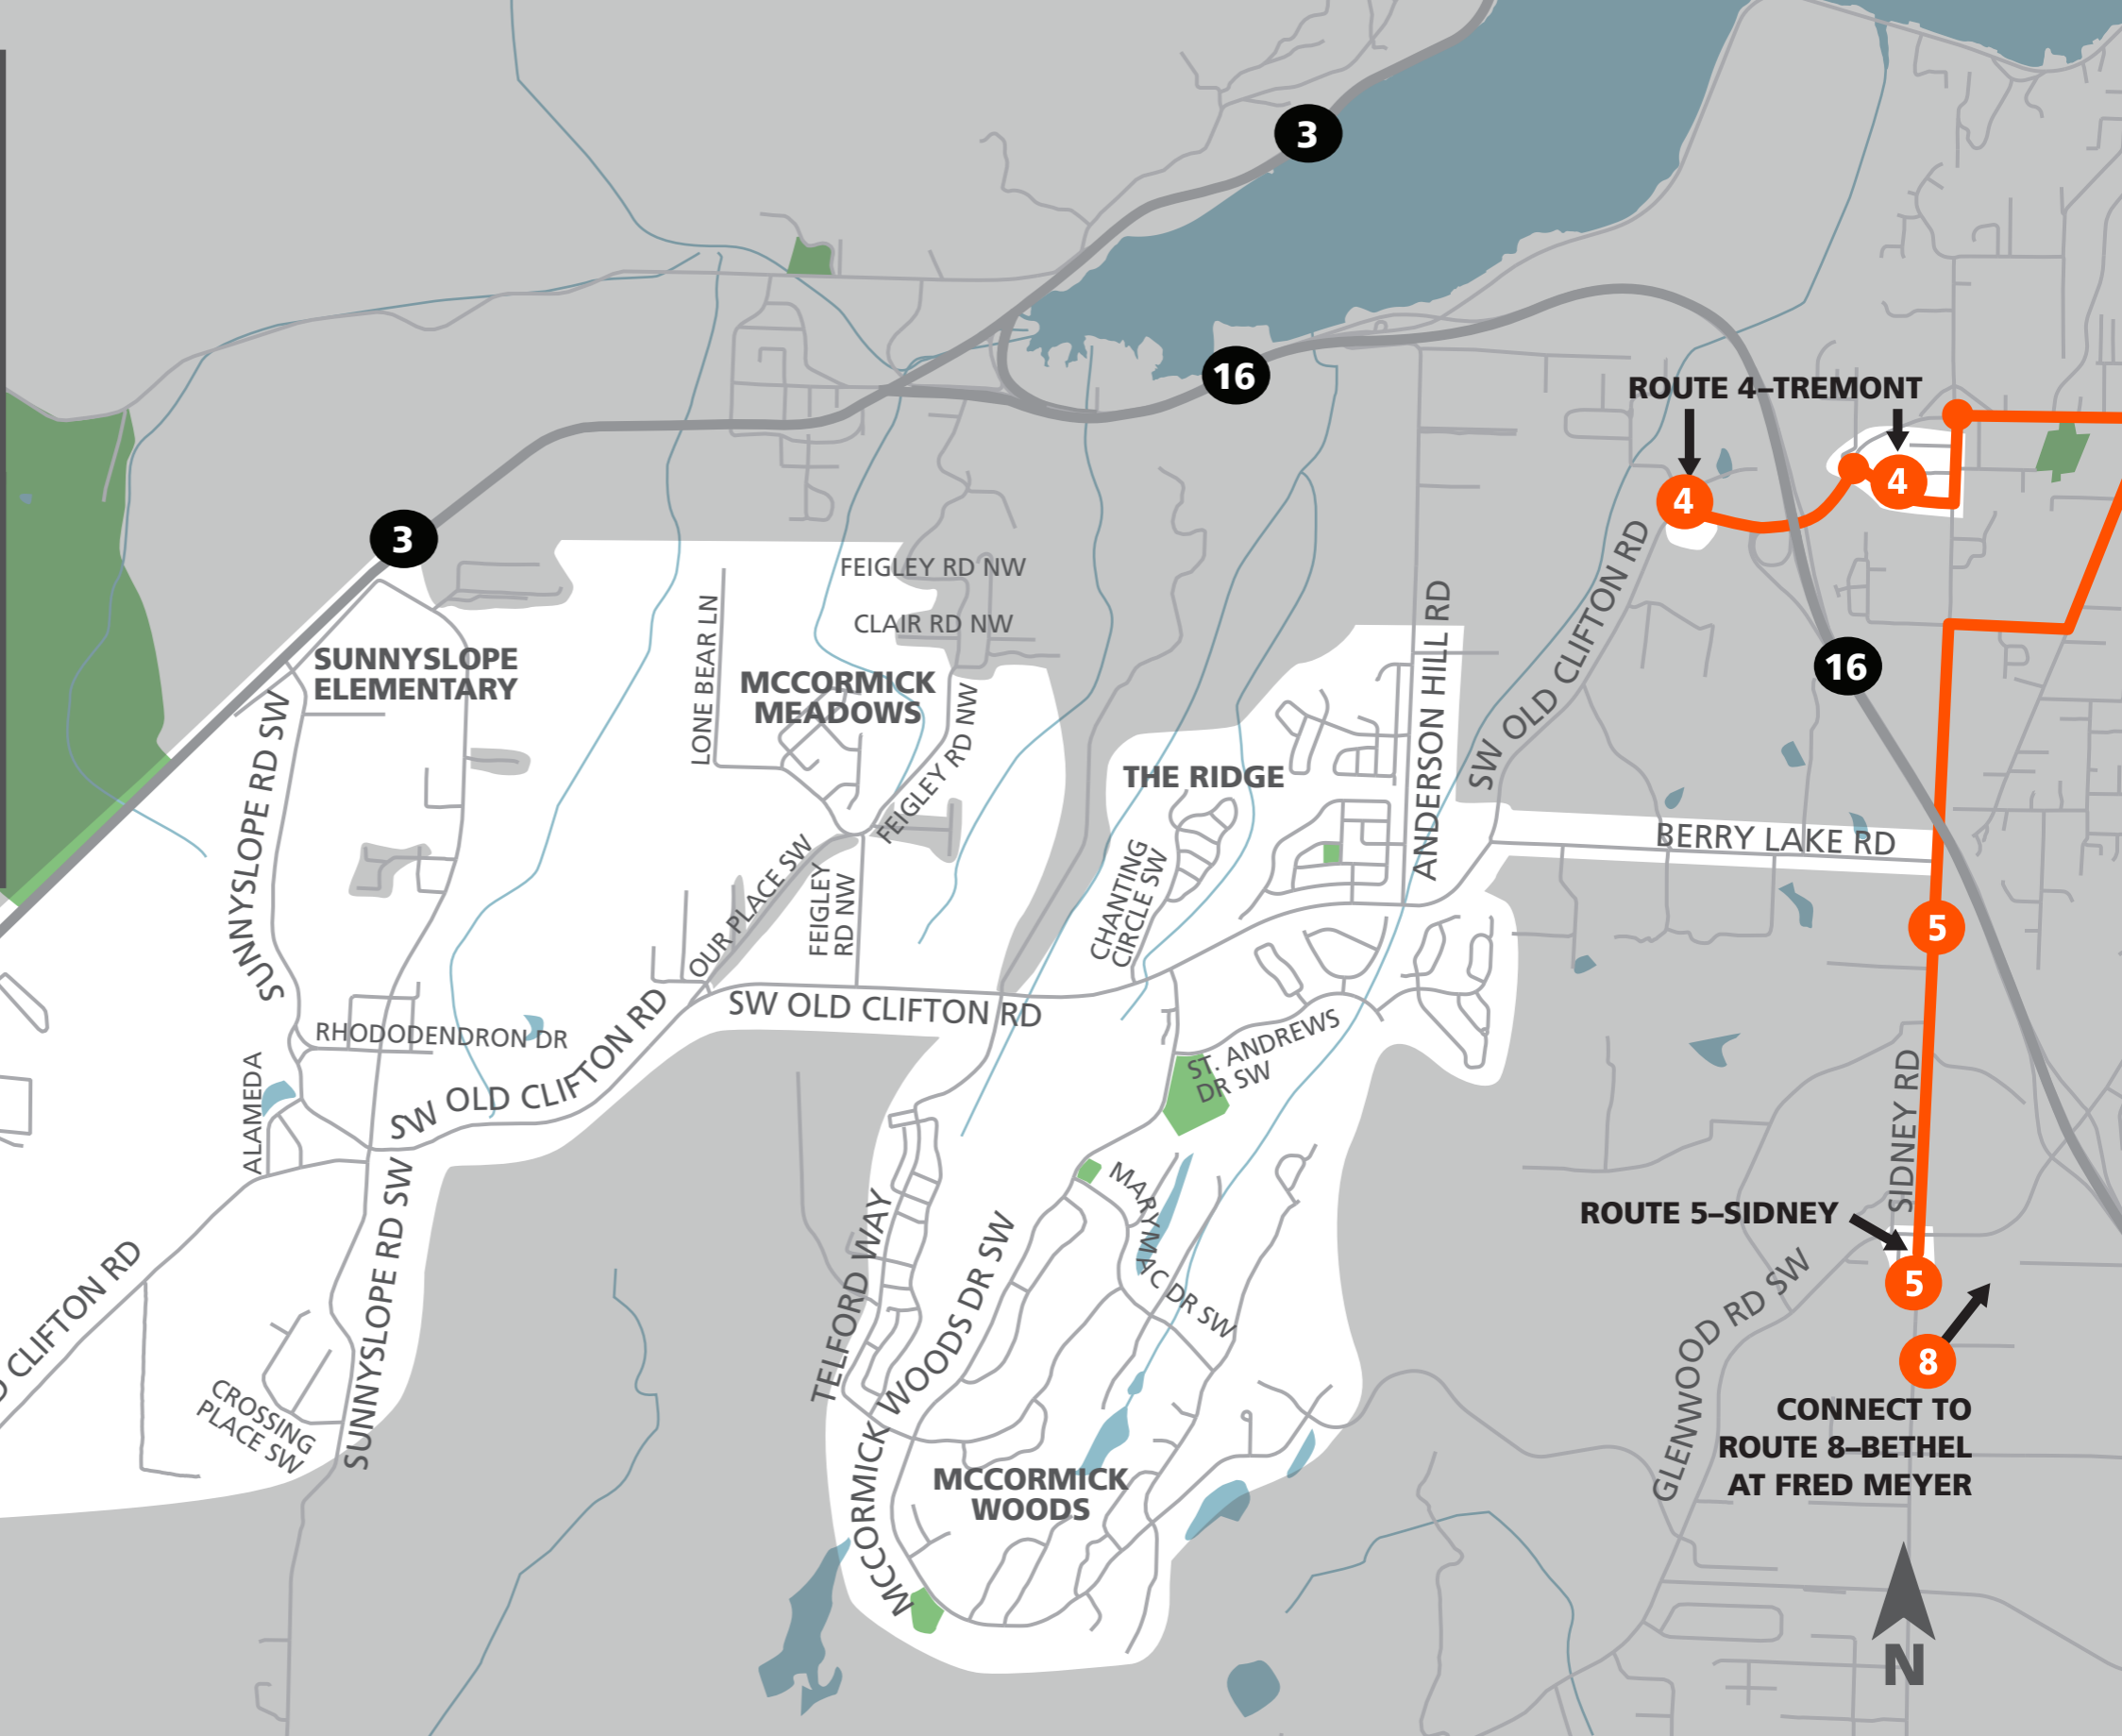 3
16
ROUTE 4–TREMONT
4
4
3
FEIGLEY RD NW
CLAIR RD NW
SUNNYSLOPE
ELEMENTARY
LONE BEAR LN
MCCORMICK
MEADOWS
FEIGLEY RD NW
THE RIDGE
ANDERSON HILL RD
SW OLD CLIFTON RD
16
BERRY LAKE RD
SUNNYSLOPE RD SW
OUR PLACE SW
FEIGLEY
RD NW
CHANTING
CIRCLE SW
5
SW OLD CLIFTON RD
RHODODENDRON DR
ALAMEDA
SW OLD CLIFTON RD
ST. ANDREWS
DR SW
SIDNEY RD
MARYWAC DR SW
ROUTE 5–SIDNEY
5
8
CONNECT TO
ROUTE 8–BETHEL
AT FRED MEYER
GLENWOOD RD SW
TELFORD WAY
MCCORMICK WOODS DR SW
SUNNYSLOPE RD SW
D CLIFTON RD
CROSSING
PLACE SW
MCCORMICK
WOODS
N